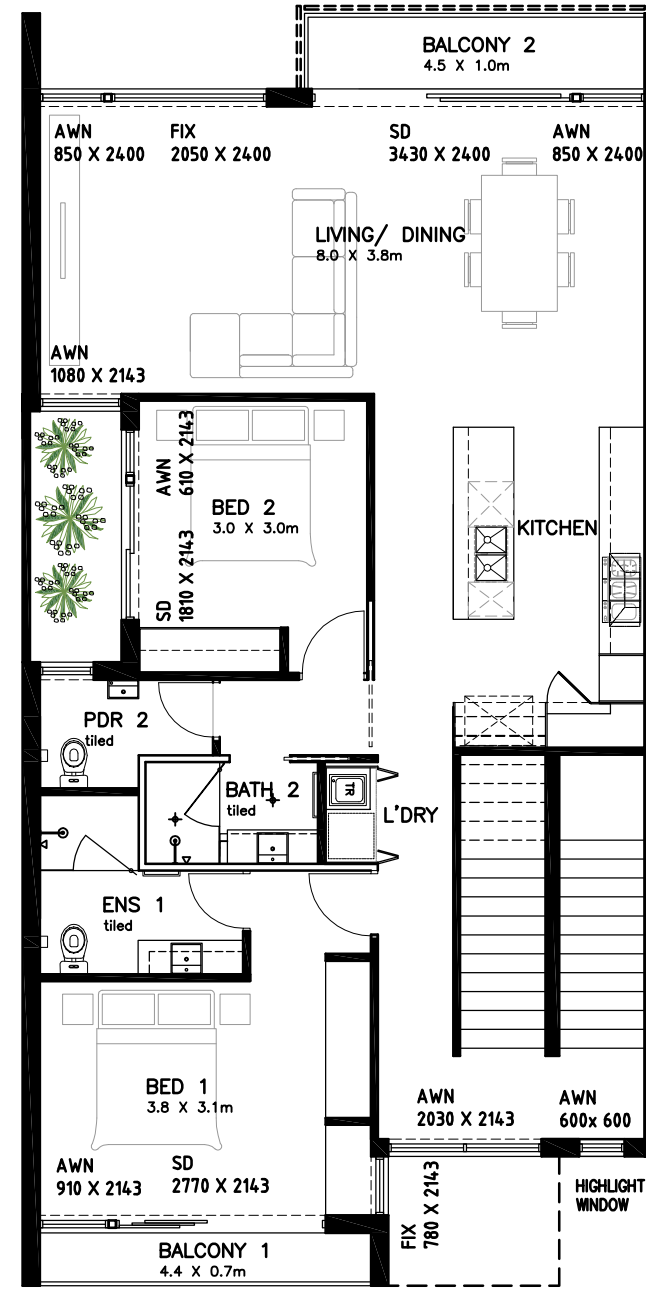 BALCONY 2
4.5 X 1.0m
AWN
850 X 2400
FIX
2050 X 2400
SD
3430 X 2400
AWN
850 X 2400
LIVING/ DINING
8.0 X 3.8m
AWN
1080 X 2143
AWN
610 X 2143
BED 2
3.0 X 3.0m
KITCHEN
SD
1810 X 2143
PDR 2
tiled
BATH 2
tiled
TR
L'DRY
ENS 1
tiled
BED 1
3.8 X 3.1m
AWN
2030 X 2143
AWN
600x 600
AWN
910 X 2143
SD
2770 X 2143
FIX
780 X 2143
HIGHLIGHT
WINDOW
BALCONY 1
4.4 X 0.7m